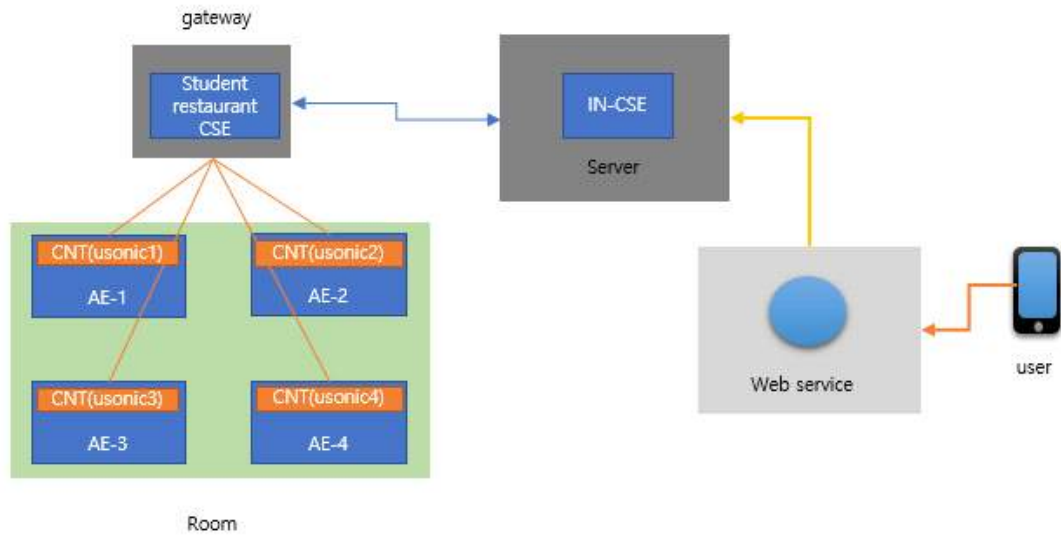 gateway
Student
restaurant
CSE
IN-CSE
Server
CNT(usonic1)
AE-1
CNT(usonic2)
AE-2
CNT(usonic3)
AE-3
CNT(usonic4)
AE-4
Room
Web service
user